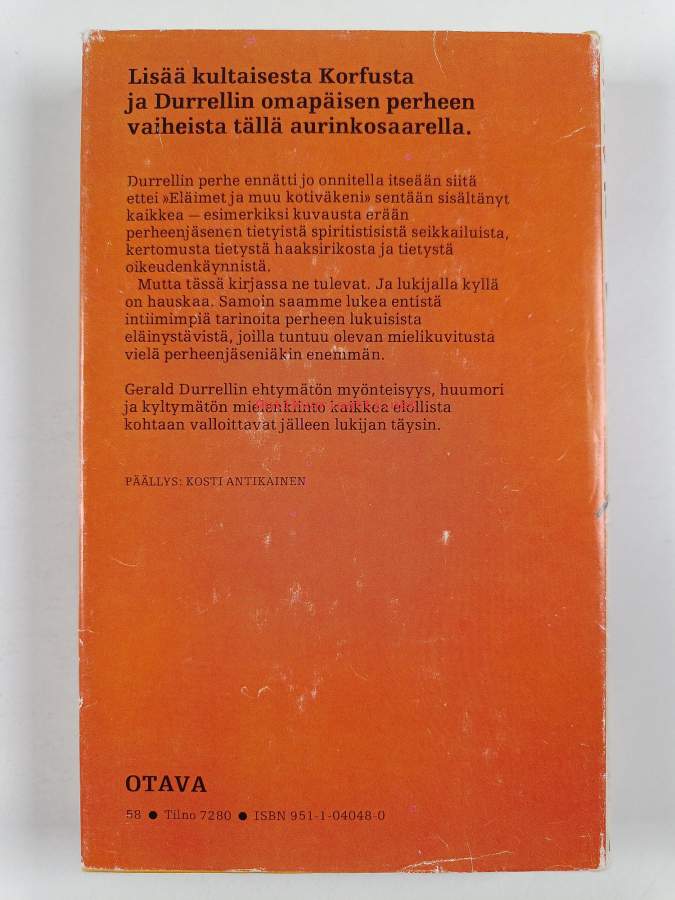 Lisää kultaisesta Korfusta
ja Durrellin omapäisen perheen
vaiheista tällä aurinkosaarella.
Durrellin perhe ennätti jo onnitella itseään siitä
ettei »Eläimet ja muu kotiväkeni» sentään sisältänyt
kaikkea — esimerkiksi kuvausta erään
perheenjäsenen tietyistä spiritistisistä seikkailuista,
kertomusta tietystä haaksirikosta ja tietystä
oikeudenkäynnistä.
Mutta tässä kirjassa ne tulevat. Ja lukijalla kyllä
on hauskaa. Samoin saamme lukea entistä
intiimimpiä tarinoita perheen lukuisista
eläinystävistä, joilla tuntuu olevan mielikuvitusta
vielä perheenjäseniäkin enemmän.
Gerald Durrellin ehtymätön myönteisyys, huumori
ja kyltymätön mielenkiinto kaikkea elollista
kohtaan valloittavat jälleen lukijan täysin.
PÄÄLLYS: KOSTI ANTIKAINEN
OTAVA
58 ● Tilno 7280 ● ISBN 951-1-04048-0